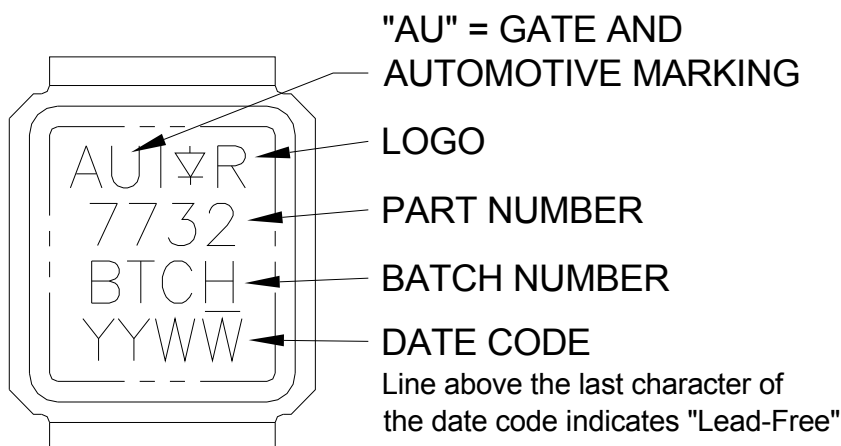 "AU" = GATE AND
AUTOMOTIVE MARKING
AUI R
LOGO
7732
PART NUMBER
BTCH
BATCH NUMBER
YYWW̅
DATE CODE
Line above the last character of
the date code indicates "Lead-Free"